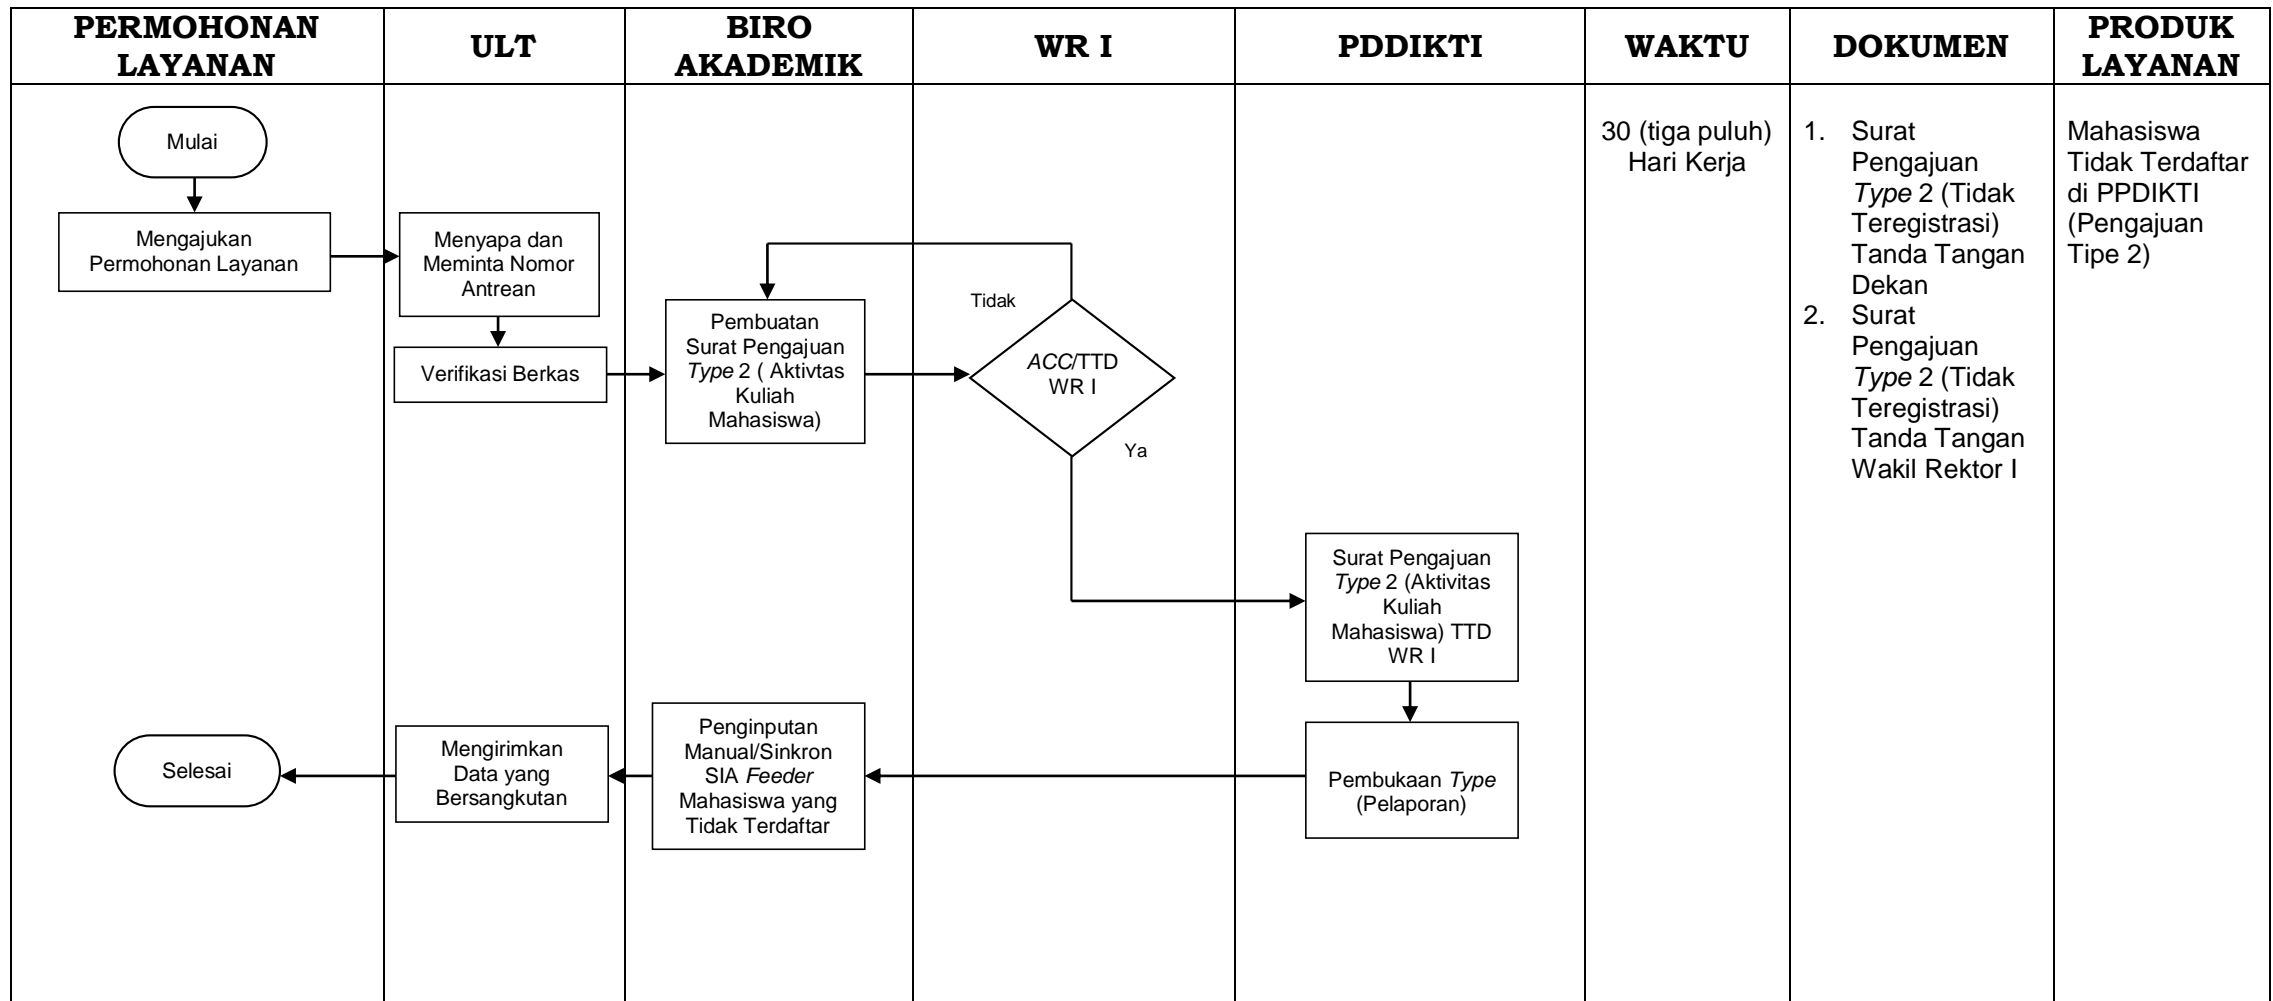 PERMOHONAN
LAYANAN
ULT
BIRO
AKADEMIK
WR I
PDDIKTI
WAKTU
DOKUMEN
PRODUK
LAYANAN
Mulai
Mengajukan
Permohonan Layanan
Menyapa dan
Meminta Nomor
Antrean
Verifikasi Berkas
Pembuatan
Surat Pengajuan
Type 2 ( Aktivtas
Kuliah
Mahasiswa)
Tidak
ACC/TTD
WR I
Ya
Surat Pengajuan
Type 2 (Aktivitas
Kuliah
Mahasiswa) TTD
WR I
Pembukaan Type
(Pelaporan)
Penginputan
Manual/Sinkron
SIA Feeder
Mahasiswa yang
Tidak Terdaftar
Mengirimkan
Data yang
Bersangkutan
Selesai
30 (tiga puluh)
Hari Kerja
1. Surat
Pengajuan
Type 2 (Tidak
Teregistrasi)
Tanda Tangan
Dekan
2. Surat
Pengajuan
Type 2 (Tidak
Teregistrasi)
Tanda Tangan
Wakil Rektor I
Mahasiswa
Tidak Terdaftar
di PPDIKTI
(Pengajuan
Tipe 2)